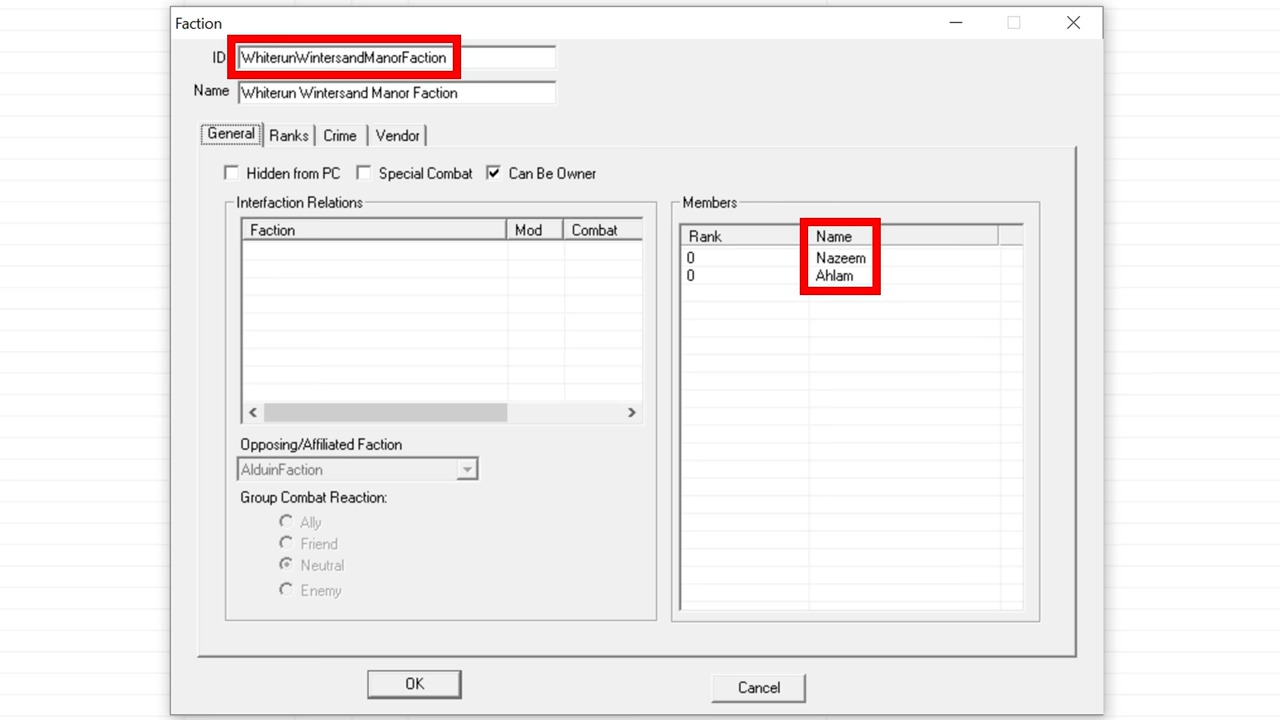 Faction
ID WhiterunWintersandManorFaction
Name Whiterun Wintersand Manor Faction
General Ranks Crime Vendor
Hidden from PC Special Combat Can Be Owner
Interfaction Relations
Faction Mod Combat
Opposing/Affiliated Faction
AlduinFaction
Group Combat Reaction:
Ally
Friend
Neutral
Enemy
Members
Rank Name
0 Nazeem
0 Ahlam
OK Cancel